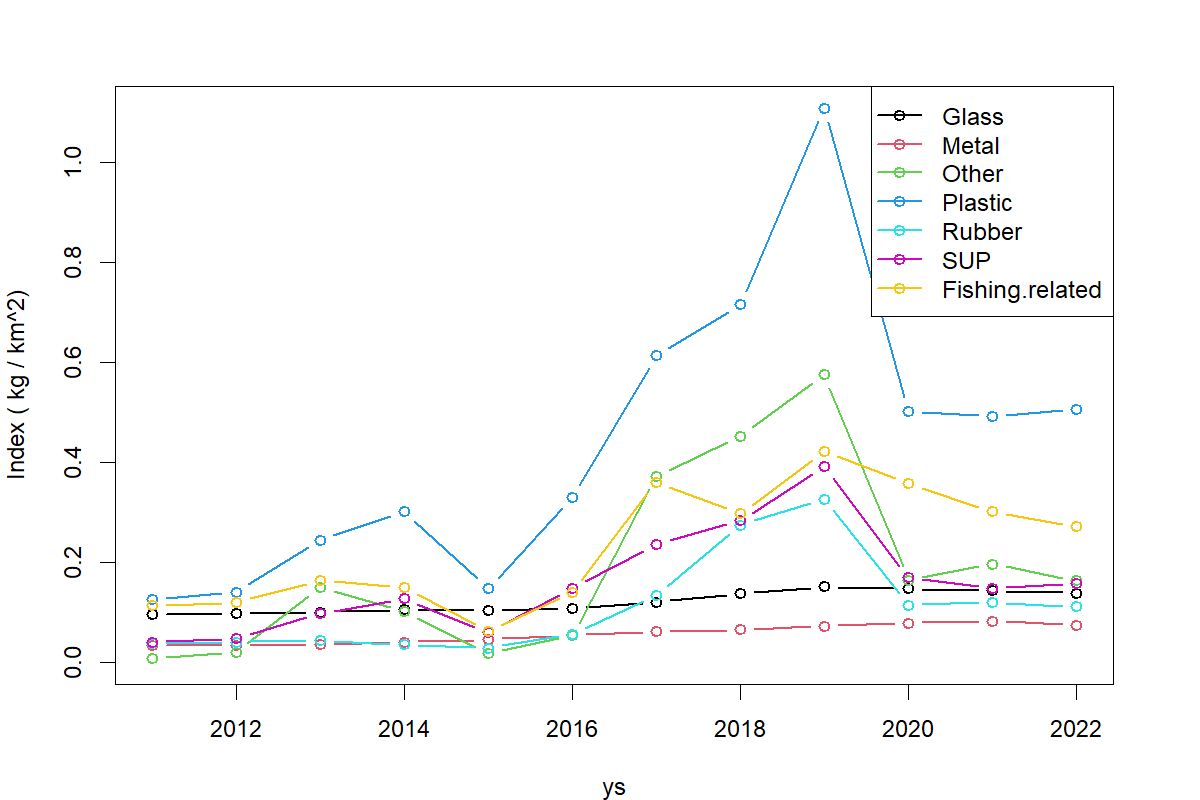 Glass
Metal
Other
Plastic
Rubber
SUP
Fishing.related
Index ( kg / km^2)
1.0
0.8
0.6
0.4
0.2
0.0
2012 2014 2016 2018 2020 2022
ys